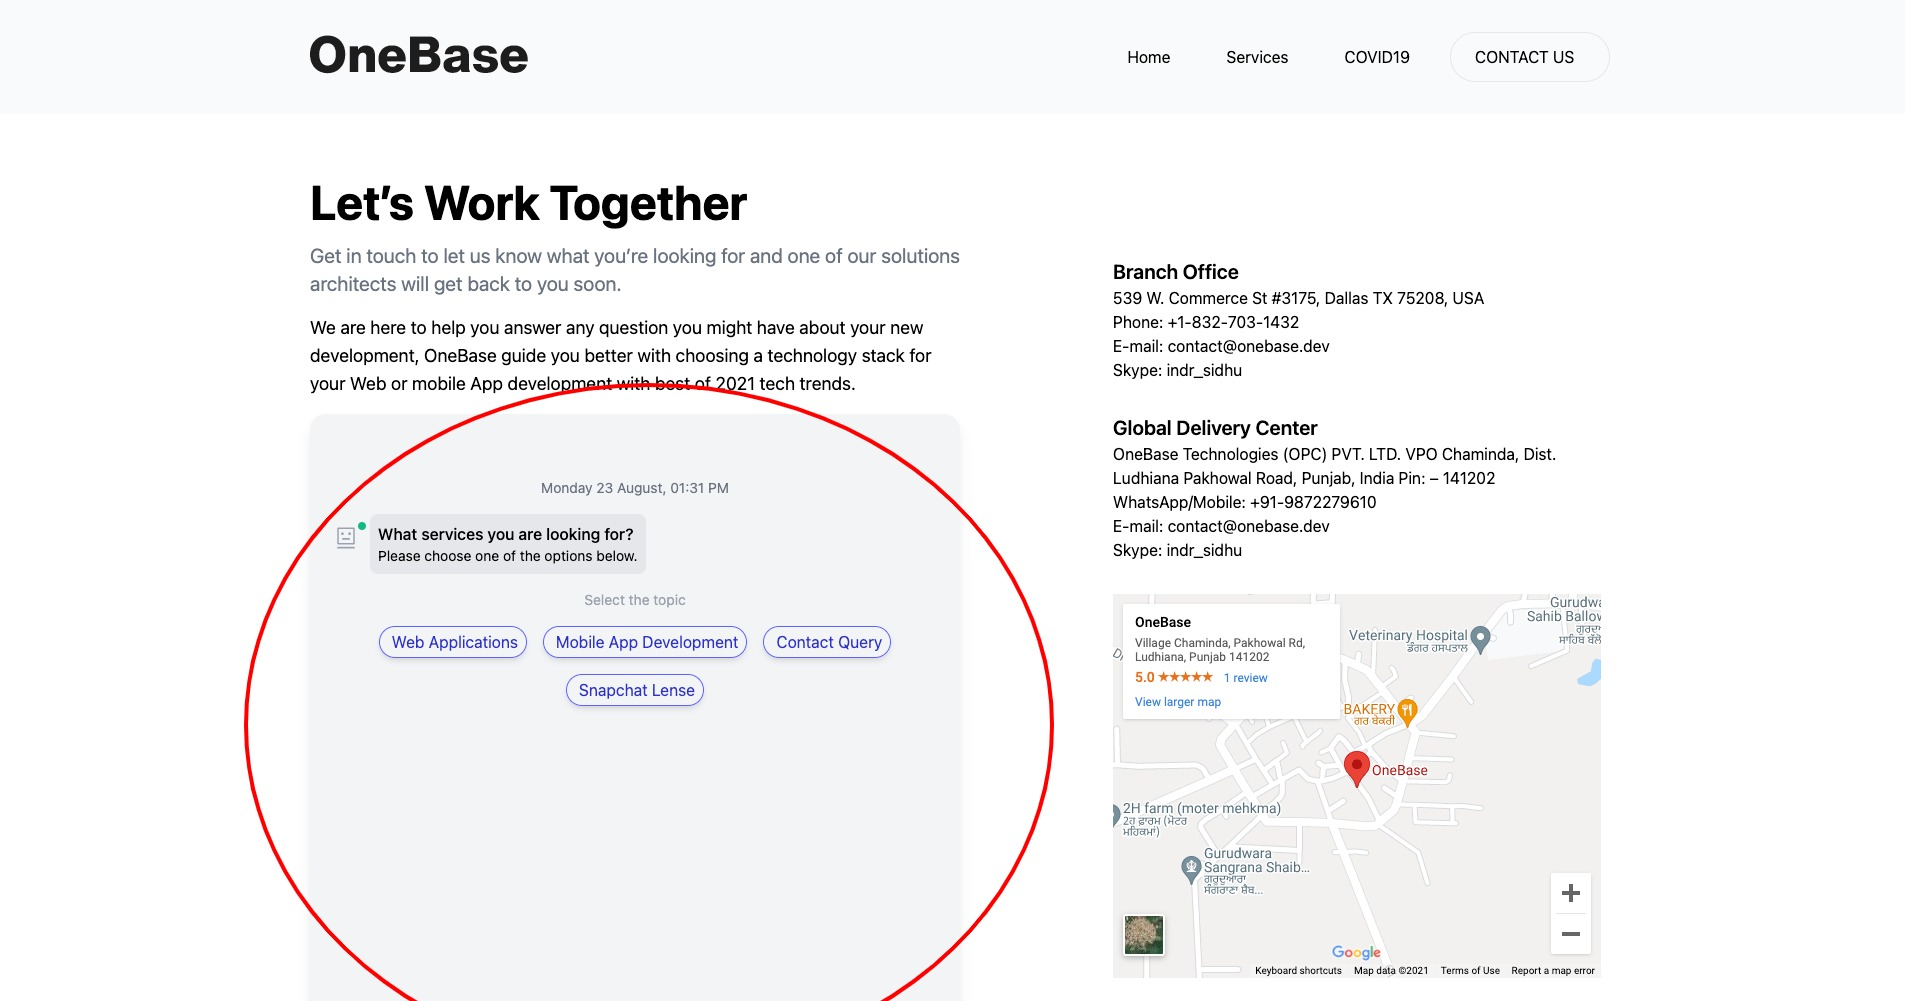 OneBase
Home
Services
COVID19
CONTACT US
Let’s Work Together
Get in touch to let us know what you’re looking for and one of our solutions
architects will get back to you soon.
We are here to help you answer any question you might have about your new
development, OneBase guide you better with choosing a technology stack for
your Web or mobile App development with best of 2021 tech trends.
Monday 23 August, 01:31 PM
What services you are looking for?
Please choose one of the options below.
Select the topic
Web Applications
Mobile App Development
Contact Query
Snapchat Lense
Branch Office
539 W. Commerce St #3175, Dallas TX 75208, USA
Phone: +1-832-703-1432
E-mail: contact@onebase.dev
Skype: indr_sidhu
Global Delivery Center
OneBase Technologies (OPC) PVT. LTD. VPO Chaminda, Dist.
Ludhiana Pakhowal Road, Punjab, India Pin: – 141202
WhatsApp/Mobile: +91-9872279610
E-mail: contact@onebase.dev
Skype: indr_sidhu
OneBase
Village Chaminda, Pakhowal Rd,
Ludhiana, Punjab 141202
5.0 ★★★★★ 1 review
View larger map
Sahib
Veterinary Hospital
ਡੰਗਰ ਹਸਪਤਾਲ
BAKERY
ਗਰ ਬੇਕਰੀ
OneBase
2H farm (moter mehkma)
2ਹ ਫ਼ਾਰਮ (ਮੋਟਰ
ਮਹਿਕਮਾਂ)
Gurudwara
Sangrana Shaib...
ਗੁਰੂਦੁਆਰਾ
ਸੰਗਰਾਣਾ ਸ਼ੈਬ...
Google
Keyboard shortcuts
Map data ©2021
Terms of Use
Report a map error